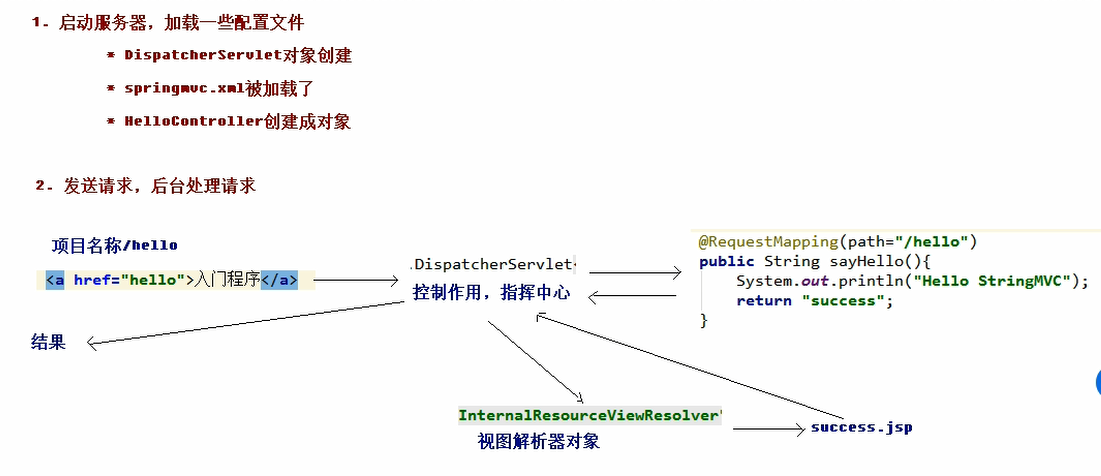 1. 启动服务器，加载一些配置文件
* DispatcherServlet对象创建
* springmvc.xml被加载了
* HelloController创建成对象
2. 发送请求，后台处理请求
项目名称/hello
<a href="hello">入门程序</a>
.DispatcherServlet<
控制作用，指挥中心
@RequestMapping(path="/hello")
public String sayHello(){
System.out.println("Hello StringMVC");
return "success";
}
结果
InternalResourceViewResolver"
视图解析器对象
success.jsp